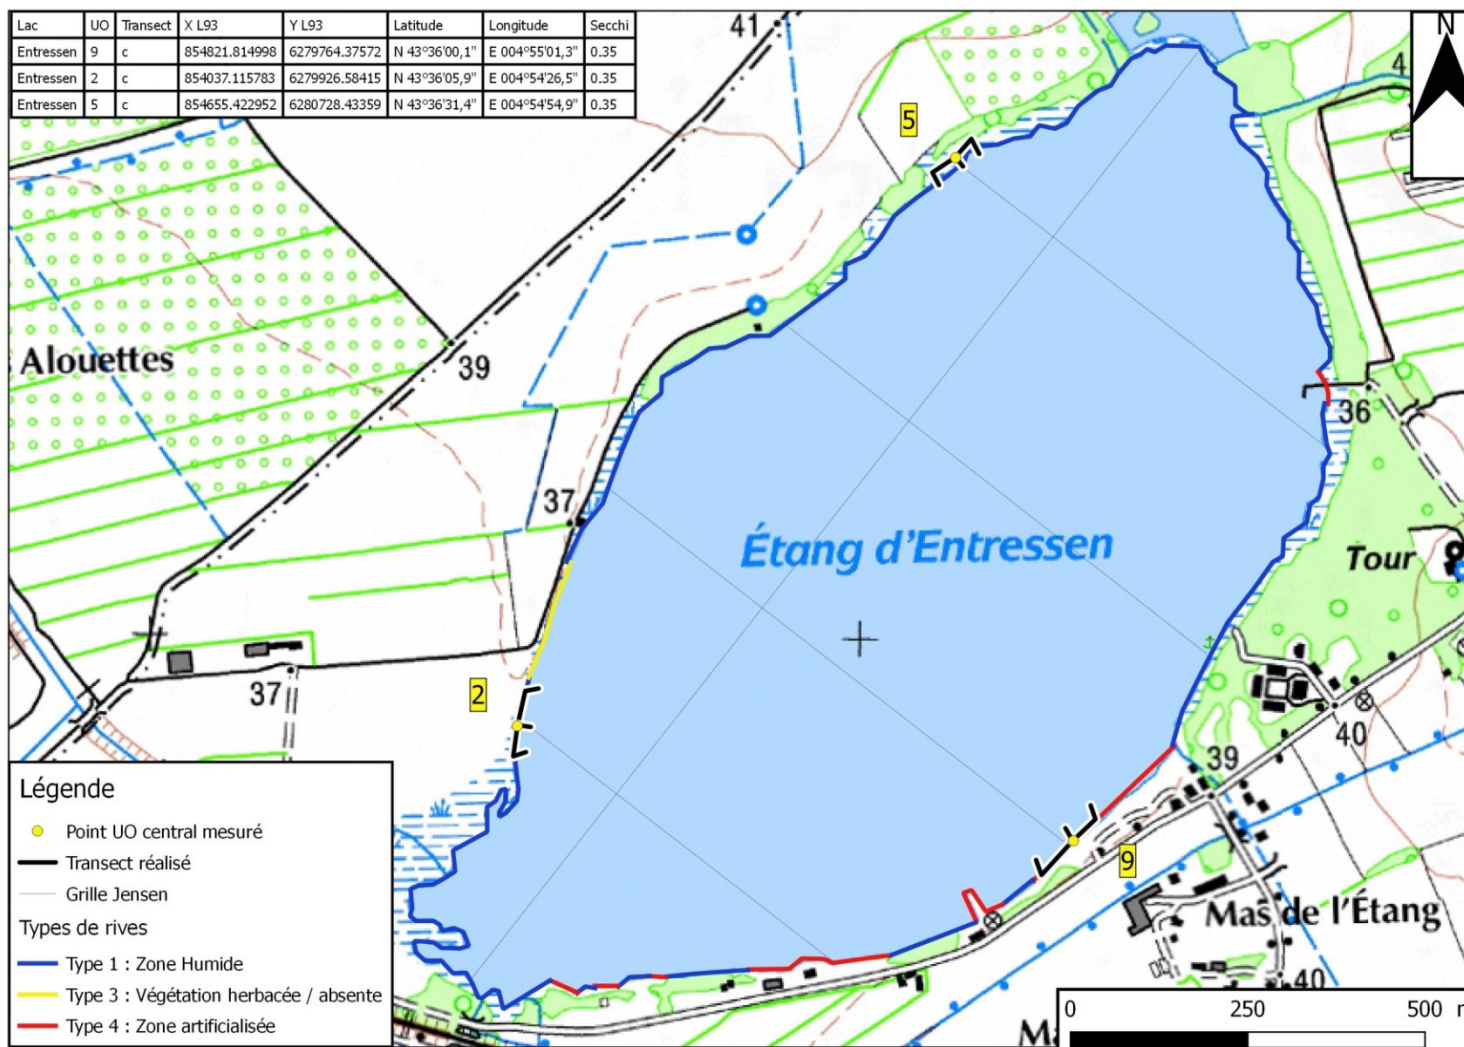 Lac UO Transect X L93 Y L93 Latitude Longitude Secchi
Entressen 9 c 854821.814998 6279764.37572 N 43°36'00,1" E 004°55'01,3" 0.35
Entressen 2 c 854037.115783 6279926.58415 N 43°36'05,9" E 004°54'26,5" 0.35
Entressen 5 c 854655.422952 6280728.43359 N 43°36'31,4" E 004°54'54,9" 0.35
41
N
4
5
Alouettes
39
36
37
Étang d'Entressen
Tour
37
2
40
39
9
Mas de l'Étang
40
Légende
Point UO central mesuré
Transect réalisé
Grille Jensen
Types de rives
Type 1 : Zone Humide
Type 3 : Végétation herbacée / absente
Type 4 : Zone artificialisée
0 250 500